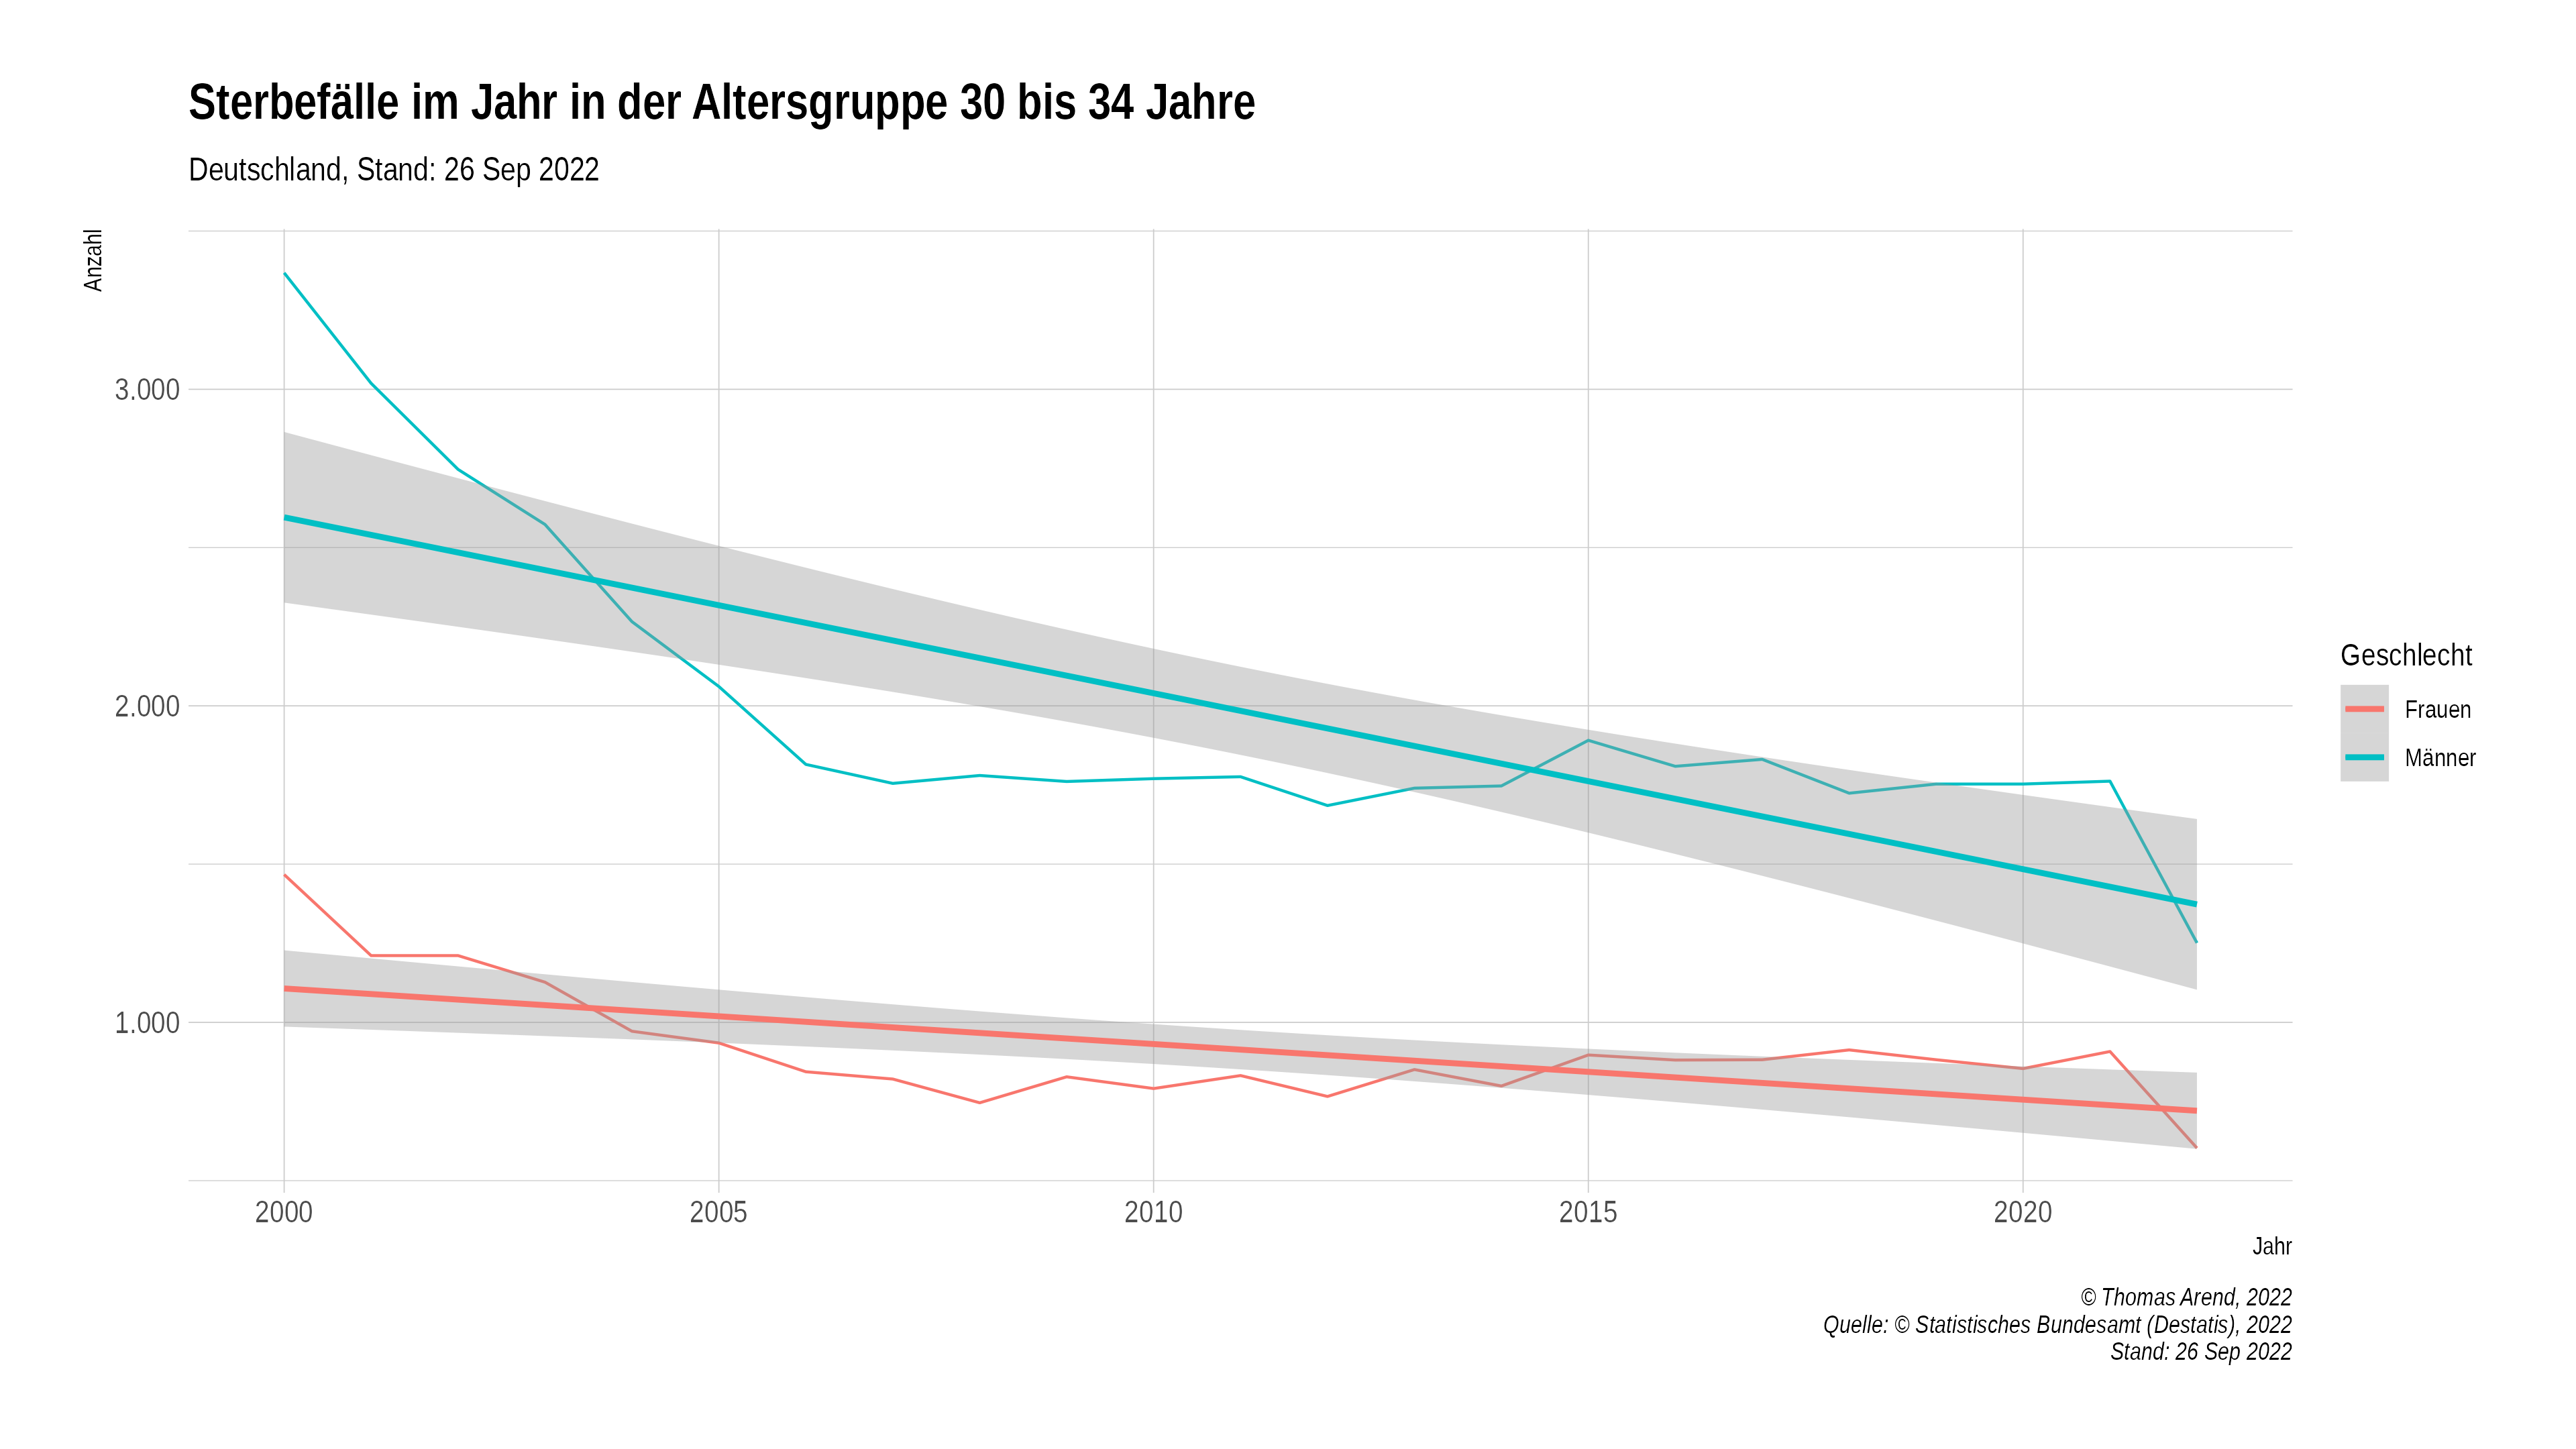 Sterbefälle im Jahr in der Altersgruppe 30 bis 34 Jahre
Deutschland, Stand: 26 Sep 2022
Anzahl
3.000
2.000
1.000
2000
2005
2010
2015
2020
Jahr
Geschlecht
Frauen
Männer
© Thomas Arend, 2022
Quelle: © Statistisches Bundesamt (Destatis), 2022
Stand: 26 Sep 2022